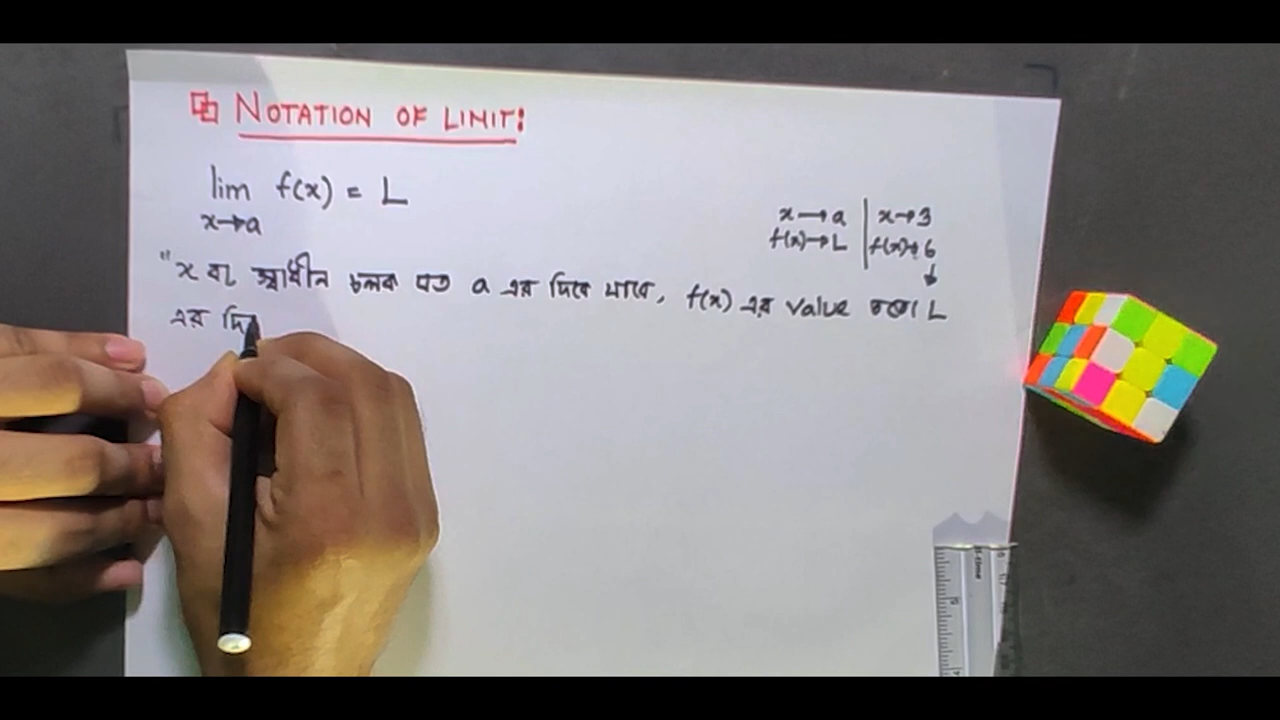 NOTATION OF LIMIT:
lim f(x) = L
x→a
x→a | x→3
f(x)→L | f(x)→6
↓
"x বা স্বাধীন চলক যত a এর দিকে যাবে, f(x) এর value ততো L
এর দি